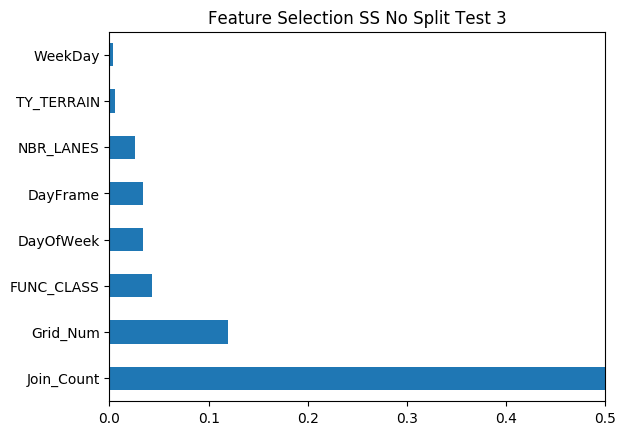 Feature Selection SS No Split Test 3
WeekDay
TY_TERRAIN
NBR_LANES
DayFrame
DayOfWeek
FUNC_CLASS
Grid_Num
Join_Count
0.0 0.1 0.2 0.3 0.4 0.5